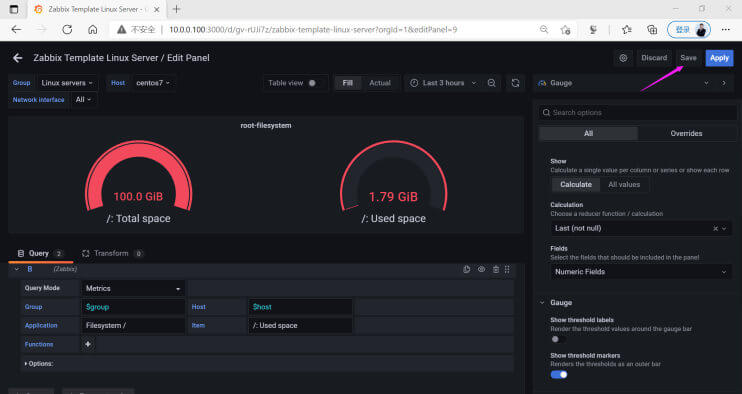 Zabbix Template Linux Server - G
不安全 10.0.0.100:3000/d/gv-rUJi7z/zabbix-template-linux-server?orgId=1&editPanel=9
登录
Zabbix Template Linux Server / Edit Panel
Discard Save Apply
Group Linux servers Host centos7 Table view Fill Actual Last 3 hours Gauge
Network interface All
Search options
root-filesystem
All Overrides
Show
Calculate a single value per column or series or show each row
Calculate All values
100.0 GiB 1.79 GiB
/: Total space /: Used space
Calculation
Choose a reducer function / calculation
Last (not null)
Fields
Select the fields that should be included in the panel
Numeric Fields
Query 2 Transform 0
B (Zabbix)
Query Mode Metrics
Group $group Host $host
Application Filesystem / Item /: Used space
Functions +
Options:
Gauge
Show threshold labels
Render the threshold values around the gauge bar
Show threshold markers
Renders the thresholds as an outer bar